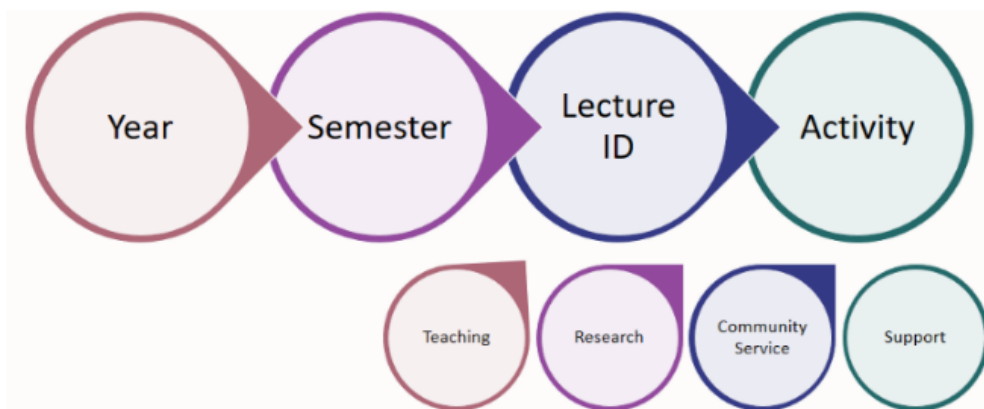 Year
Semester
Lecture
ID
Activity
Teaching
Research
Community
Service
Support